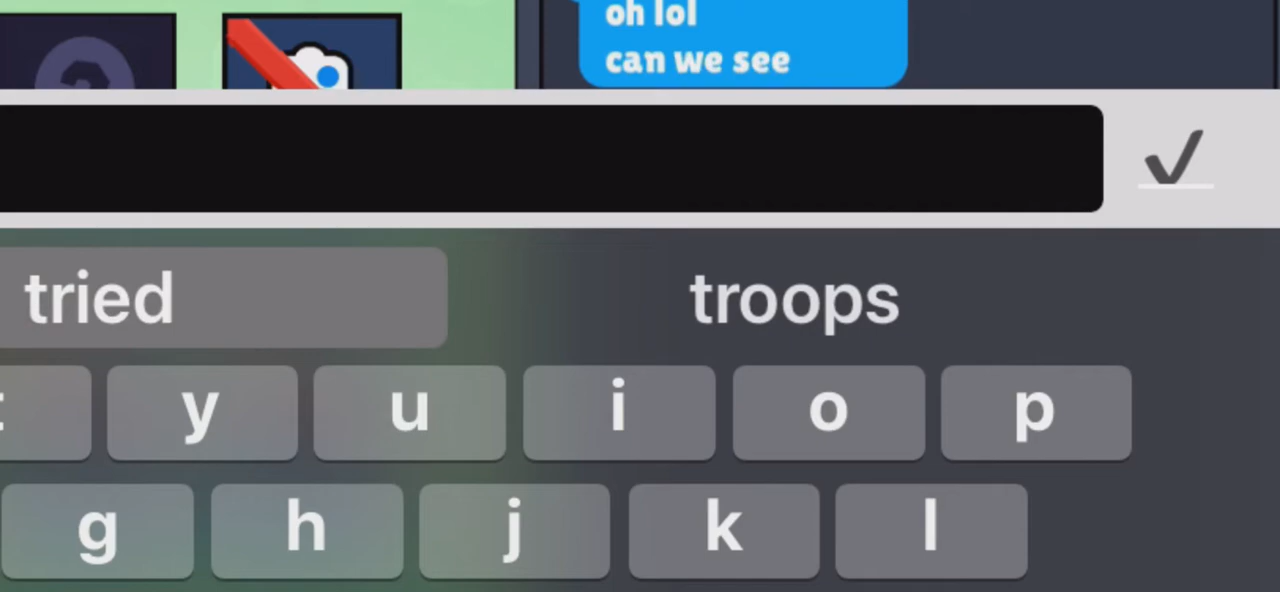 oh lol
can we see
tried troops
y u i o p
g h j k l